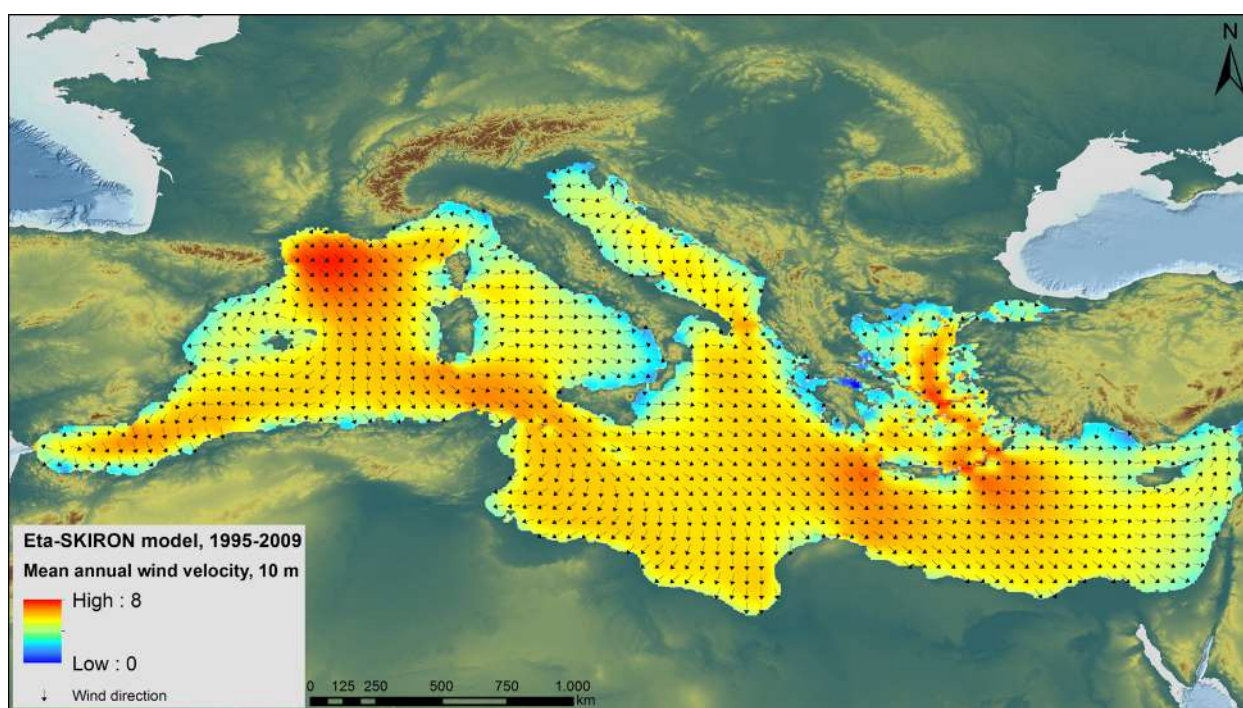 N
Eta-SKIRON model, 1995-2009
Mean annual wind velocity, 10 m
High : 8
Low : 0
Wind direction
0 125 250 500 750 1.000
km